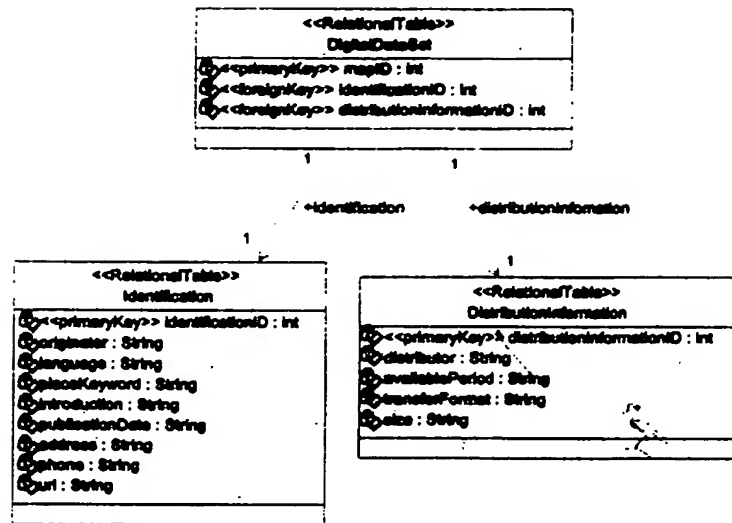 <<RelationalTable>>
DigitalDataSet
<<primaryKey>> mapID : int
<<foreignKey>> identificationID : int
<<foreignKey>> distributionInformationID : int
1 1
+identification +distributionInfomation
1
1
<<RelationalTable>>
Identification
<<primaryKey>> identificationID : int
originater : String
language : String
placeKeyword : String
introduction : String
publicationDate : String
address : String
phone : String
url : String
<<RelationalTable>>
DistributionInformation
<<primaryKey>> distributionInformationID : int
distributor : String
availablePeriod : String
transferFormat : String
size : String